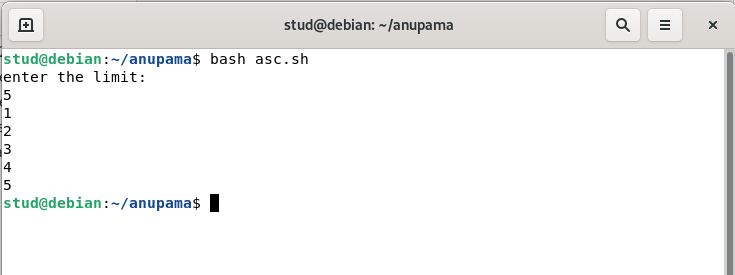 stud@debian: ~/anupama
stud@debian:~/anupama$ bash asc.sh
enter the limit:
5
1
2
3
4
5
stud@debian:~/anupama$